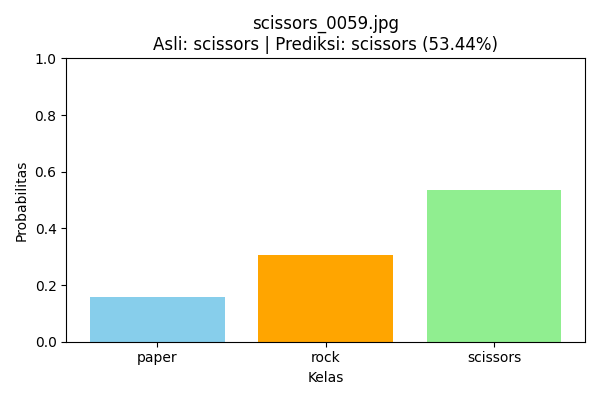 scissors_0059.jpg
Asli: scissors | Prediksi: scissors (53.44%)
1.0
0.8
0.6
0.4
0.2
0.0
Probabilitas
paper
rock
scissors
Kelas